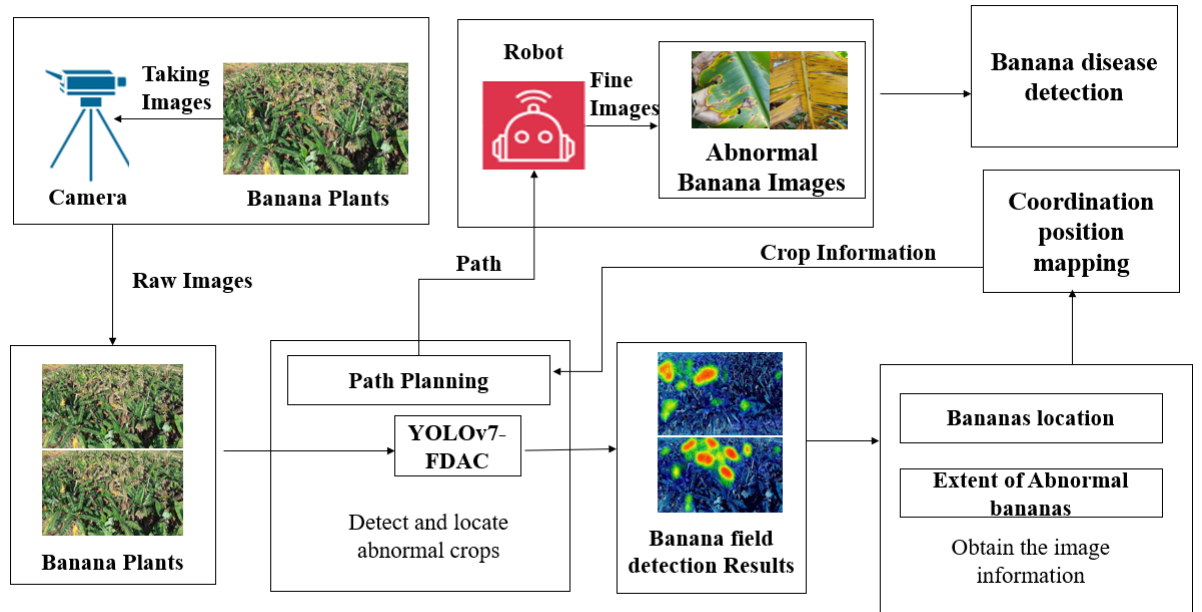 Taking
Images
Camera
Banana Plants
Robot
Fine
Images
Abnormal
Banana Images
Banana disease
detection
Raw Images
Path
Crop Information
Coordination
position
mapping
Banana Plants
Path Planning
YOLOv7-
FDAC
Detect and locate
abnormal crops
Banana field
detection Results
Bananas location
Extent of Abnormal
bananas
Obtain the image
information